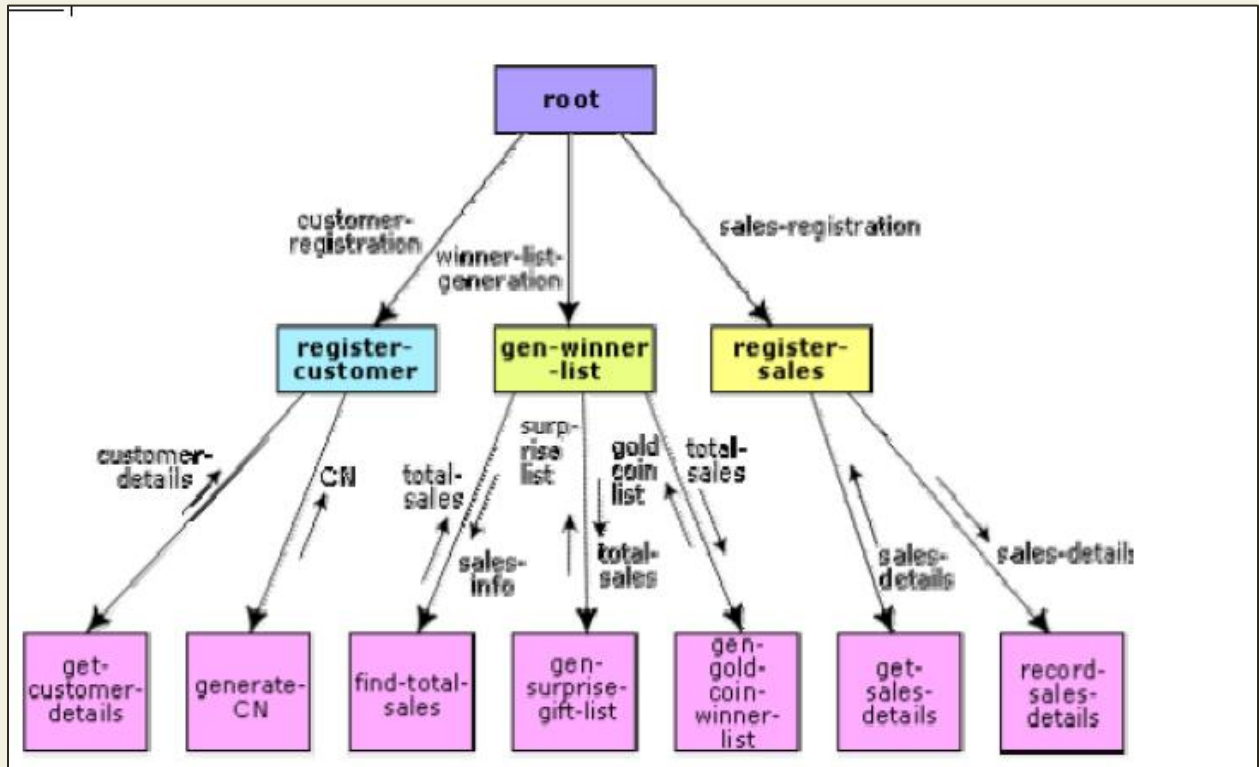 root
customer-
registration
winner-list-
generation
sales-registration
register-
customer
gen-winner
-list
register-
sales
customer-
details
CN
total-
sales
sales-
info
surp-
rise
list
total-
sales
gold
coin
list
total-
sales
sales-
details
sales-detail
get-
customer-
details
generate-
CN
find-total-
sales
gen-
surprise-
gift-list
gen-
gold-
coin-
winner-
list
get-
sales-
details
record-
sales-
details